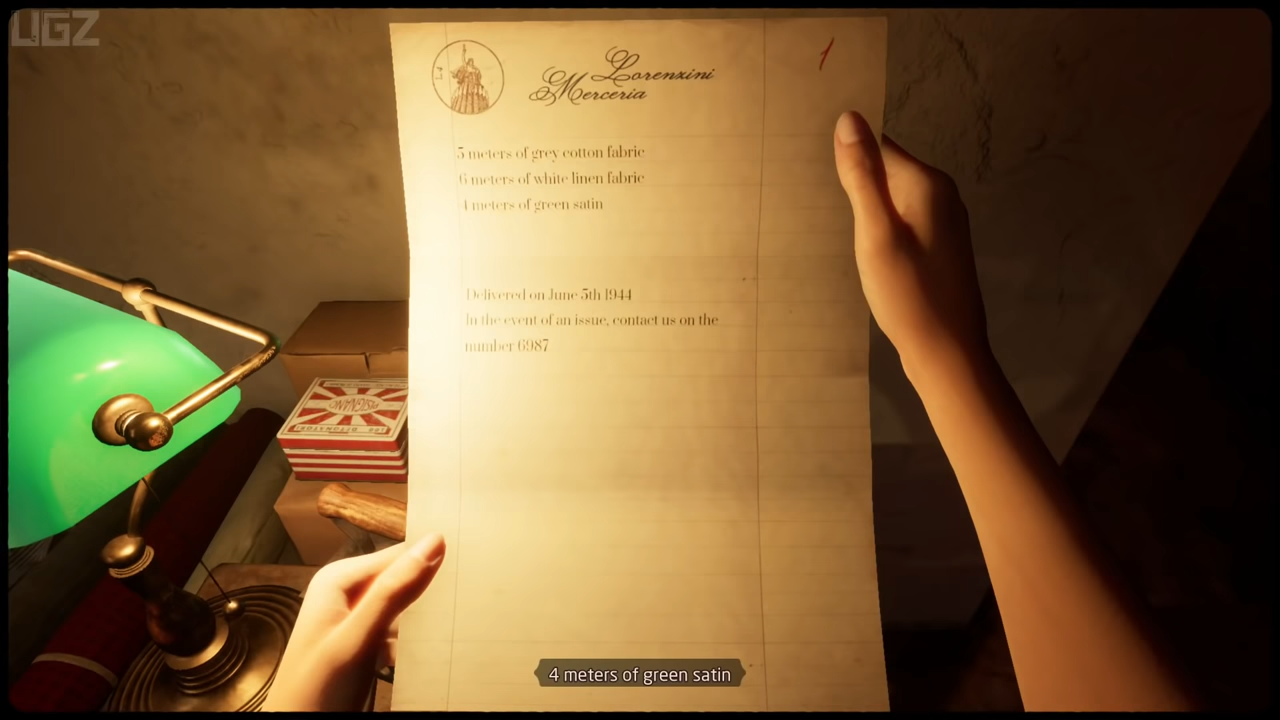 UGZ
1
Lorenzini
Merceria
5 meters of grey cotton fabric
6 meters of white linen fabric
4 meters of green satin
Delivered on June 5th 1944
In the event of an issue, contact us on the
number 6987
4 meters of green satin